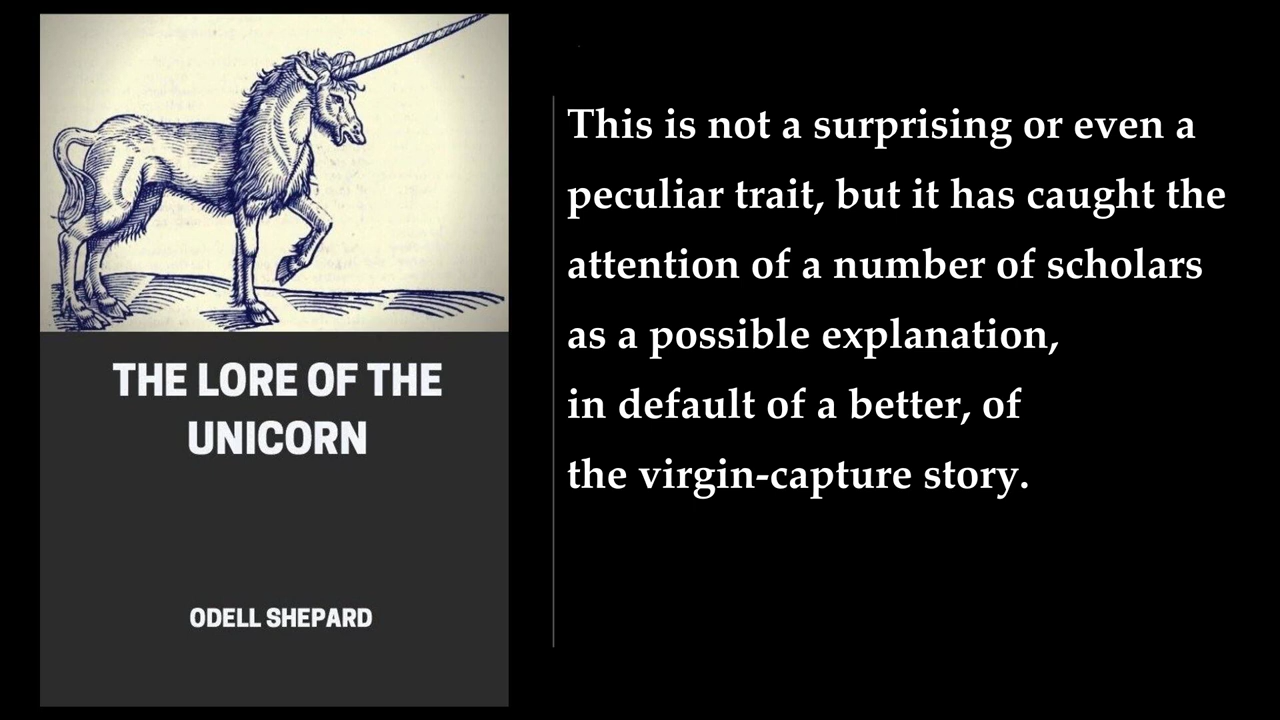 THE LORE OF THE
UNICORN
ODELL SHEPARD
This is not a surprising or even a
peculiar trait, but it has caught the
attention of a number of scholars
as a possible explanation,
in default of a better, of
the virgin-capture story.